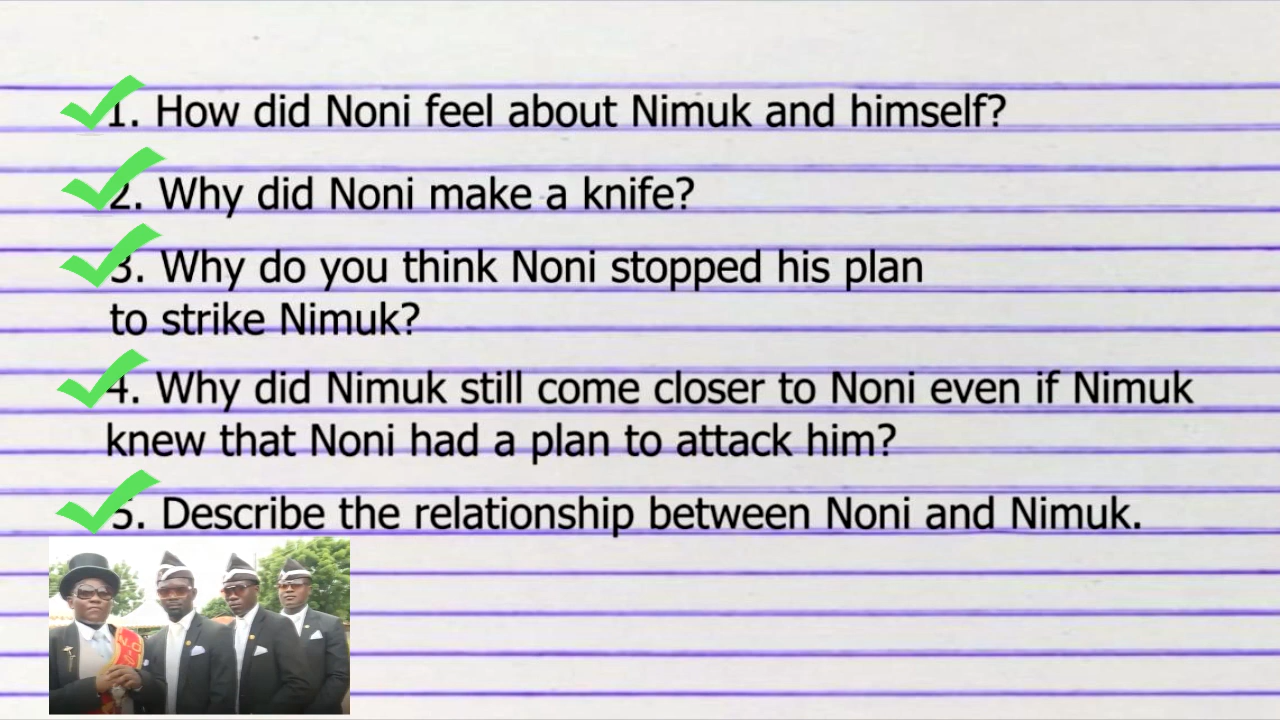 1. How did Noni feel about Nimuk and himself?
2. Why did Noni make a knife?
3. Why do you think Noni stopped his plan
to strike Nimuk?
4. Why did Nimuk still come closer to Noni even if Nimuk
knew that Noni had a plan to attack him?
5. Describe the relationship between Noni and Nimuk.